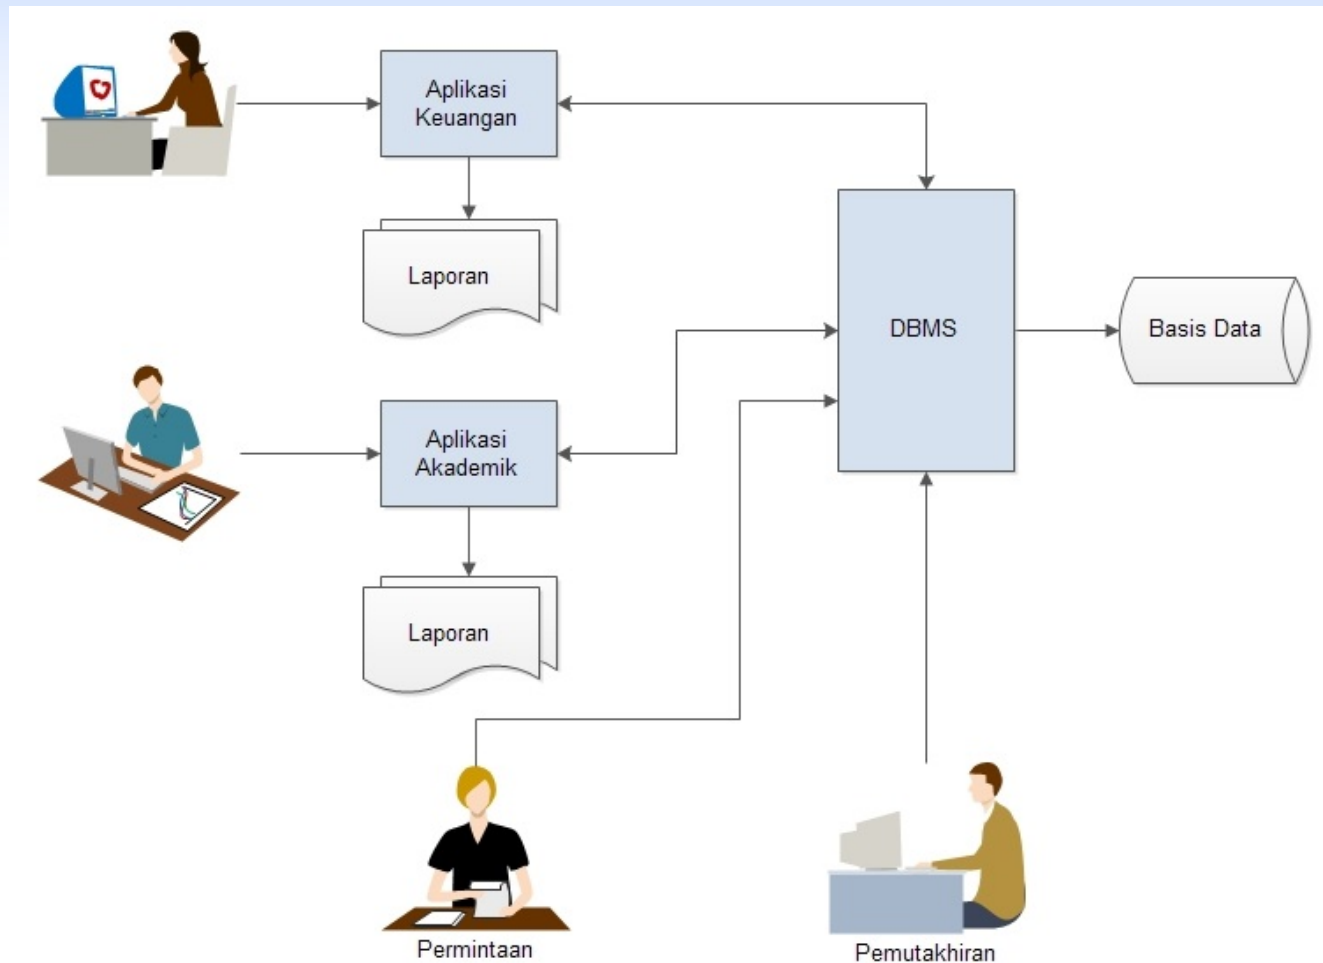 Aplikasi
Keuangan
Laporan
DBMS
Basis Data
Aplikasi
Akademik
Laporan
Permintaan
Pemutakhiran